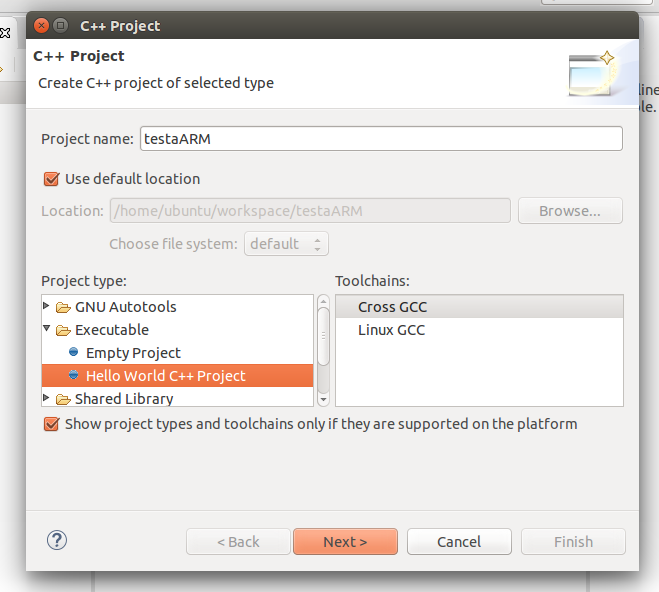 C++ Project
C++ Project
Create C++ project of selected type
Project name: testaARM
Use default location
Location: /home/ubuntu/workspace/testaARM Browse...
Choose file system: default
Project type: Toolchains:
GNU Autotools Cross GCC
Executable Linux GCC
Empty Project
Hello World C++ Project
Shared Library
Show project types and toolchains only if they are supported on the platform
? < Back Next > Cancel Finish